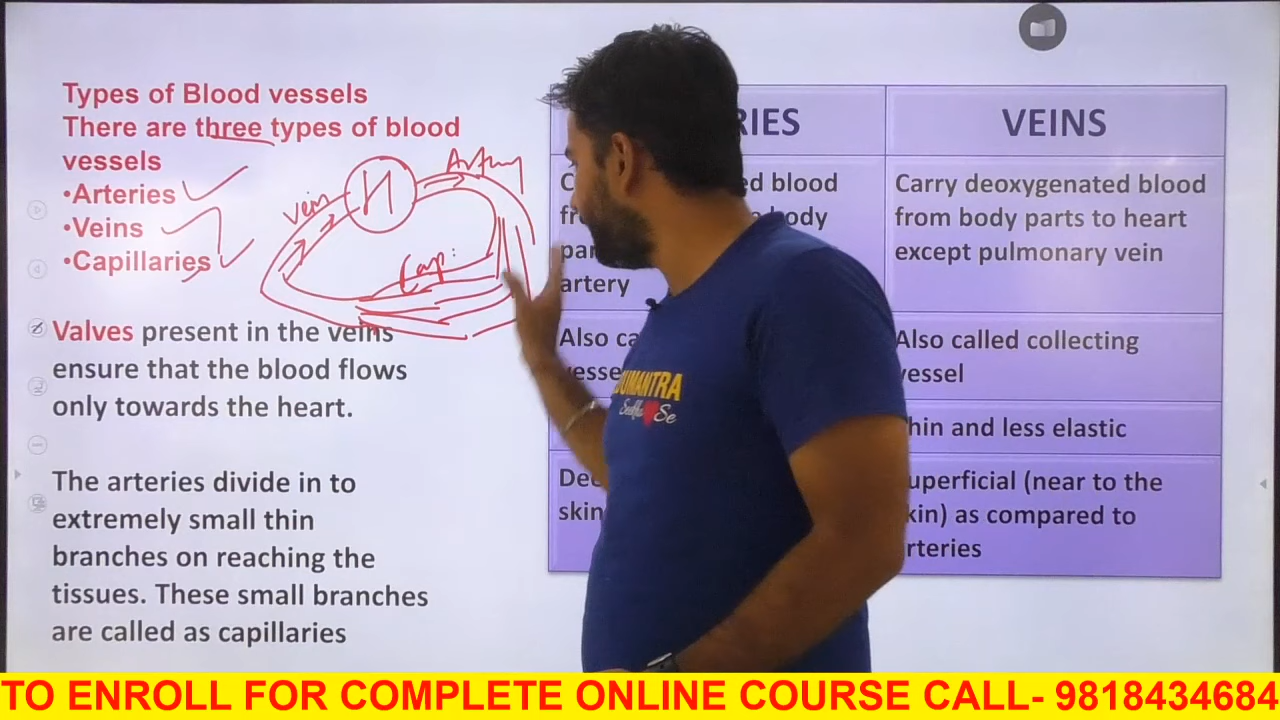 Types of Blood vessels
There are three types of blood
vessels
•Arteries
•Veins
•Capillaries
Valves present in the veins
ensure that the blood flows
only towards the heart.
The arteries divide in to
extremely small thin
branches on reaching the
tissues. These small branches
are called as capillaries
vein
H
Artery
Cap:
RIES
ed blood
artery
Also
VEINS
Carry deoxygenated blood
from body parts to heart
except pulmonary vein
Also called collecting
vessel
hin and less elastic
skin
uperficial (near to the
kin) as compared to
rteries
DUMANTRA
Se
TO ENROLL FOR COMPLETE ONLINE COURSE CALL- 9818434684